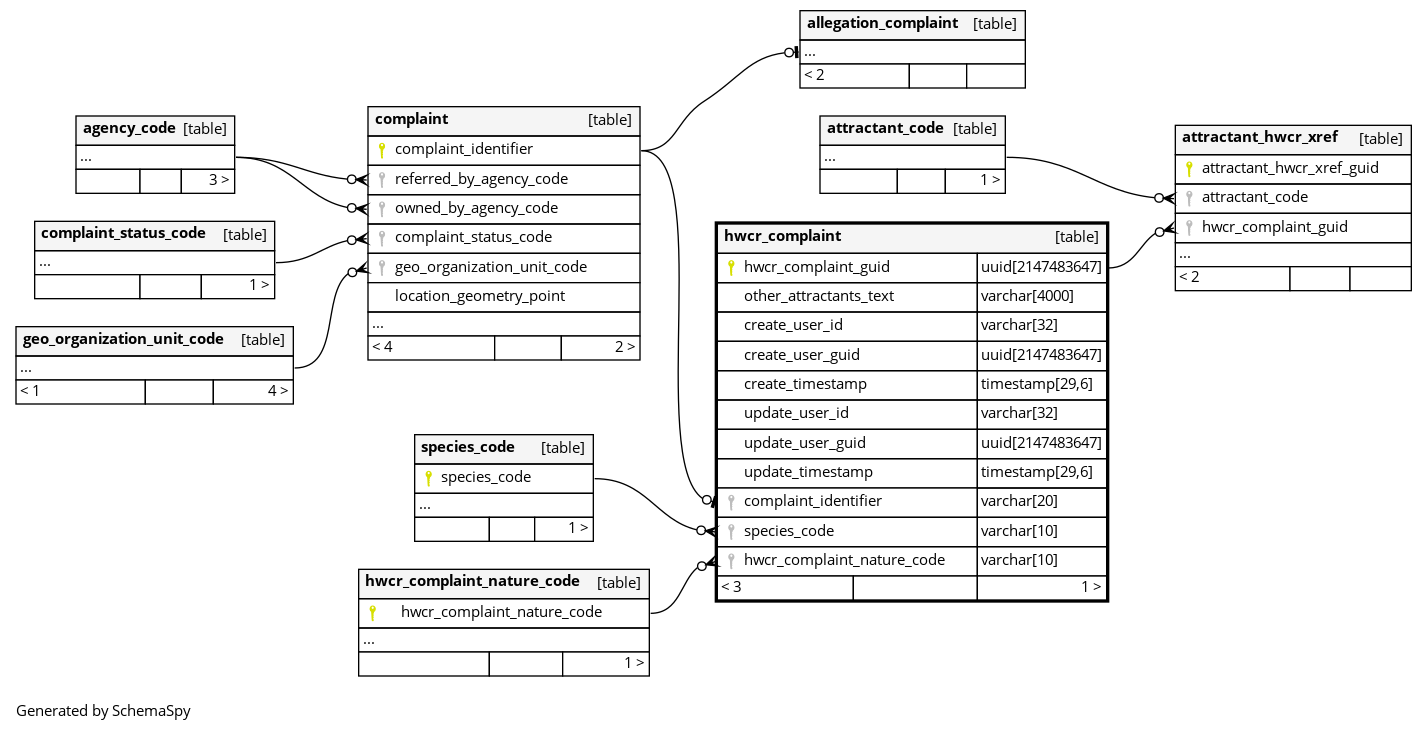 allegation_complaint [table]
...
< 2
agency_code [table]
...
3 >
complaint_status_code [table]
...
1 >
geo_organization_unit_code [table]
...
< 1 4 >
complaint [table]
complaint_identifier
referred_by_agency_code
owned_by_agency_code
complaint_status_code
geo_organization_unit_code
location_geometry_point
...
< 4 2 >
attractant_code [table]
...
1 >
attractant_hwcr_xref [table]
attractant_hwcr_xref_guid
attractant_code
hwcr_complaint_guid
...
< 2
hwcr_complaint [table]
hwcr_complaint_guid uuid[2147483647]
other_attractants_text varchar[4000]
create_user_id varchar[32]
create_user_guid uuid[2147483647]
create_timestamp timestamp[29,6]
update_user_id varchar[32]
update_user_guid uuid[2147483647]
update_timestamp timestamp[29,6]
complaint_identifier varchar[20]
species_code varchar[10]
hwcr_complaint_nature_code varchar[10]
< 3 1 >
species_code [table]
species_code
...
1 >
hwcr_complaint_nature_code [table]
hwcr_complaint_nature_code
...
1 >
Generated by SchemaSpy